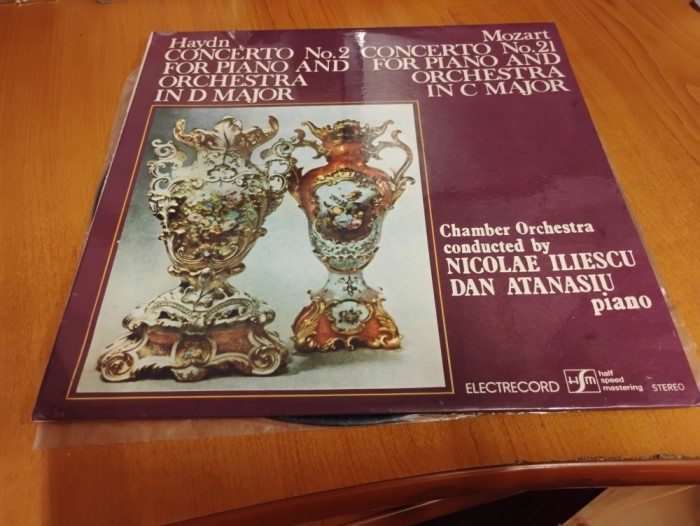 Haydn
CONCERTO No.2
FOR PIANO AND
ORCHESTRA
IN D MAJOR
Mozart
CONCERTO No.21
FOR PIANO AND
ORCHESTRA
IN C MAJOR
Chamber Orchestra
conducted by
NICOLAE ILIESCU
DAN ATANASIU
piano
ELECTRECORD
HSM
half
speed
mastering
STEREO